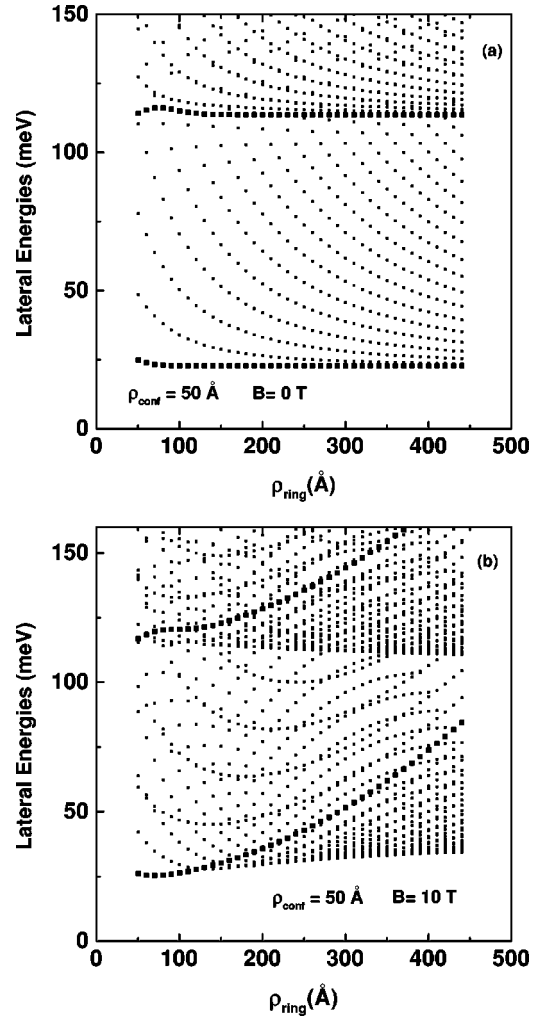 150
(a)
100
Lateral Energies (meV)
50
ρconf = 50 Å B= 0 T
0
0 100 200 300 400 500
ρring(Å)
(b)
150
100
Lateral Energies (meV)
50
ρconf = 50 Å B= 10 T
0
0 100 200 300 400 500
ρring(Å)